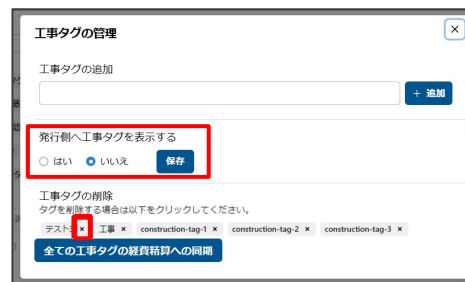 工事タグの管理
×
工事タグの追加
+ 追加
発行側へ工事タグを表示する
はい いいえ 保存
工事タグの削除
タグを削除する場合は以下をクリックしてください。
テスト × 工事 × construction-tag-1 × construction-tag-2 × construction-tag-3 ×
全ての工事タグの経費精算への同期